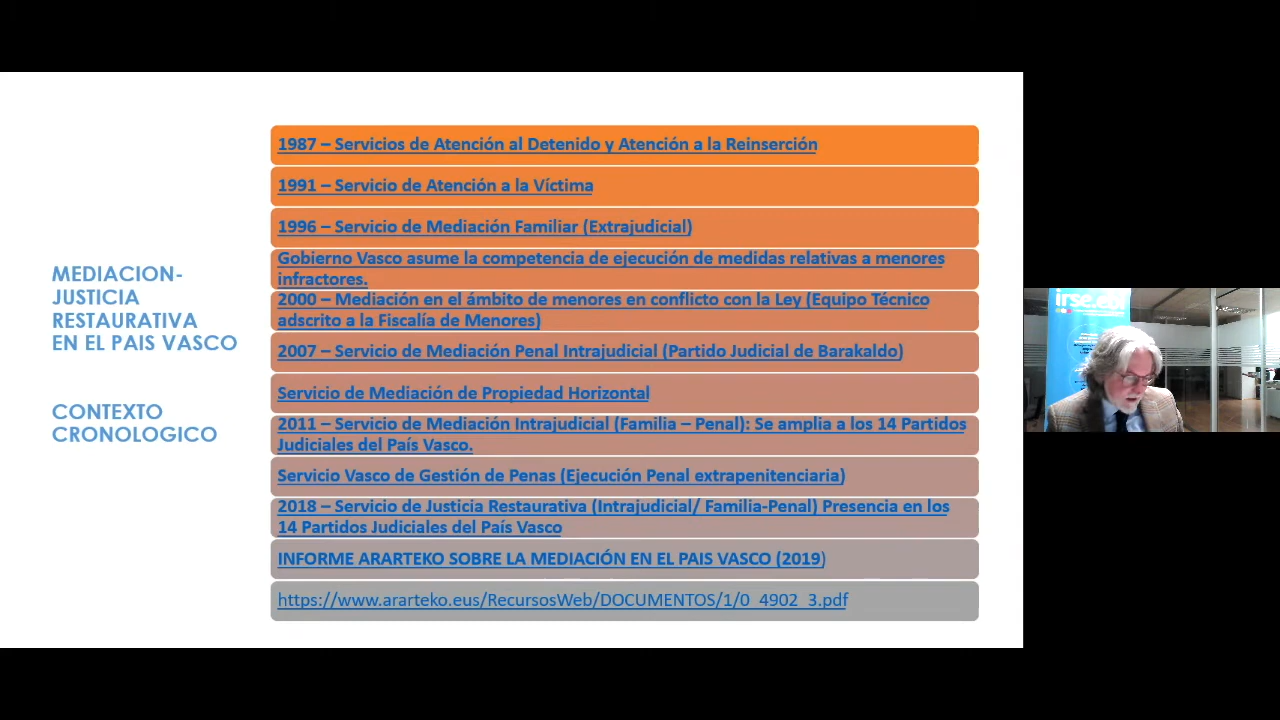 MEDIACION-
JUSTICIA
RESTAURATIVA
EN EL PAIS VASCO
CONTEXTO
CRONOLOGICO
1987 – Servicios de Atención al Detenido y Atención a la Reinserción
1991 – Servicio de Atención a la Víctima
1996 – Servicio de Mediación Familiar (Extrajudicial)
Gobierno Vasco asume la competencia de ejecución de medidas relativas a menores
infractores.
2000 – Mediación en el ámbito de menores en conflicto con la Ley (Equipo Técnico
adscrito a la Fiscalía de Menores)
2007 – Servicio de Mediación Penal Intrajudicial (Partido Judicial de Barakaldo)
Servicio de Mediación de Propiedad Horizontal
2011 – Servicio de Mediación Intrajudicial (Familia – Penal): Se amplia a los 14 Partidos
Judiciales del País Vasco.
Servicio Vasco de Gestión de Penas (Ejecución Penal extrapenitenciaria)
2018 – Servicio de Justicia Restaurativa (Intrajudicial/ Familia-Penal) Presencia en los
14 Partidos Judiciales del País Vasco
INFORME ARARTEKO SOBRE LA MEDIACIÓN EN EL PAIS VASCO (2019)
https://www.ararteko.eus/RecursosWeb/DOCUMENTOS/1/0_4902_3.pdf
irse.ebi